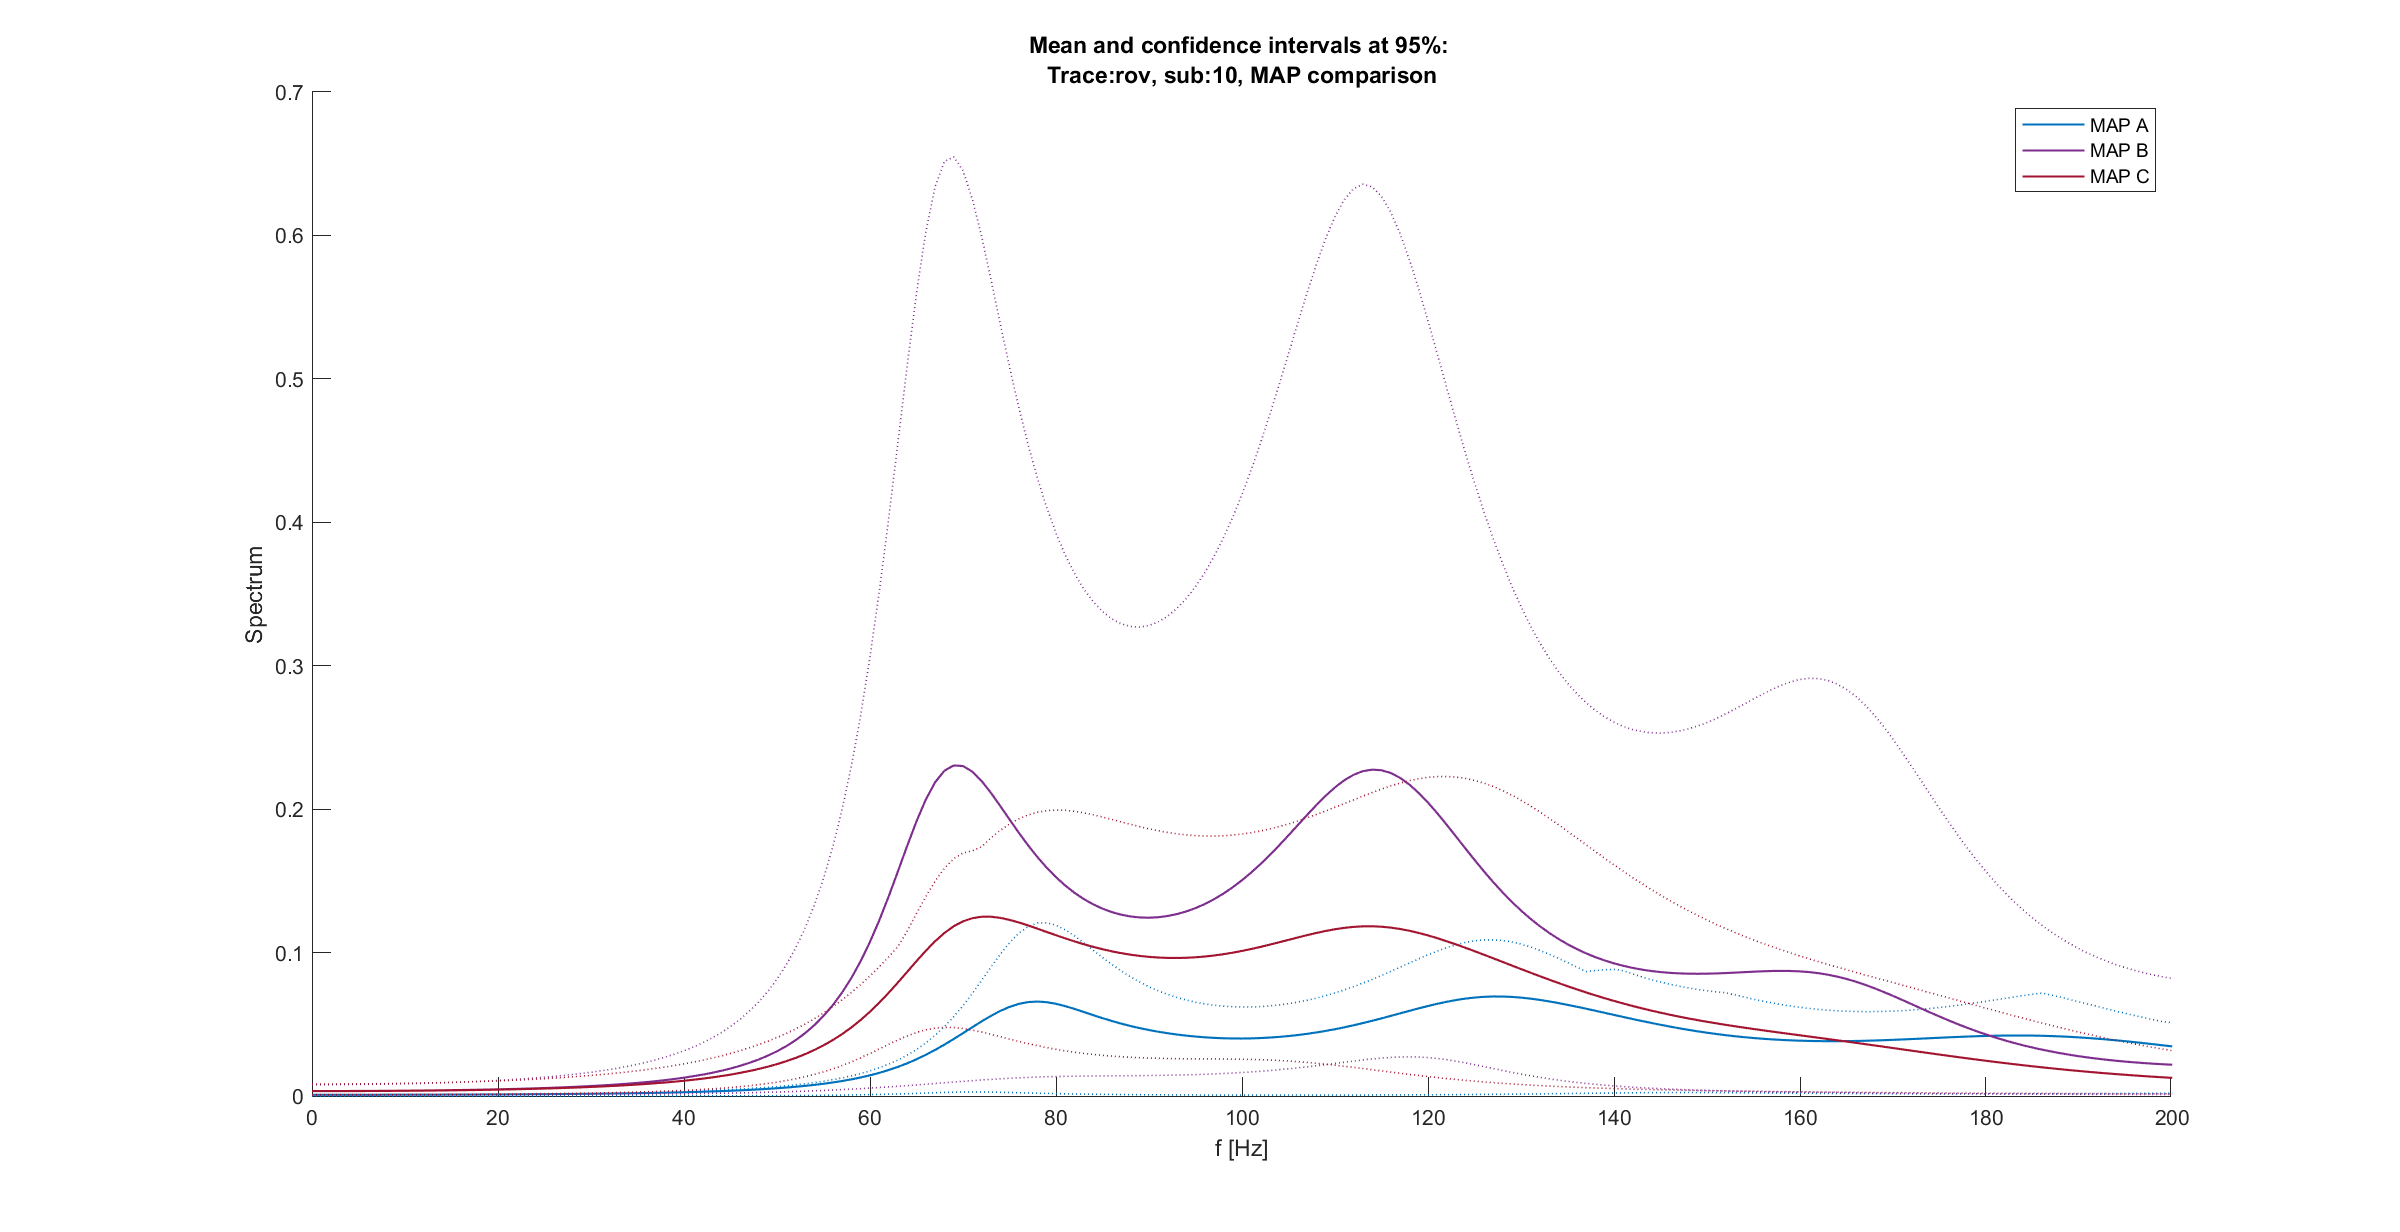 Mean and confidence intervals at 95%:
Trace:rov, sub:10, MAP comparison
0.7
0.6
0.5
0.4
0.3
0.2
0.1
0
Spectrum
MAP A
MAP B
MAP C
0 20 40 60 80 100 120 140 160 180 200
f [Hz]